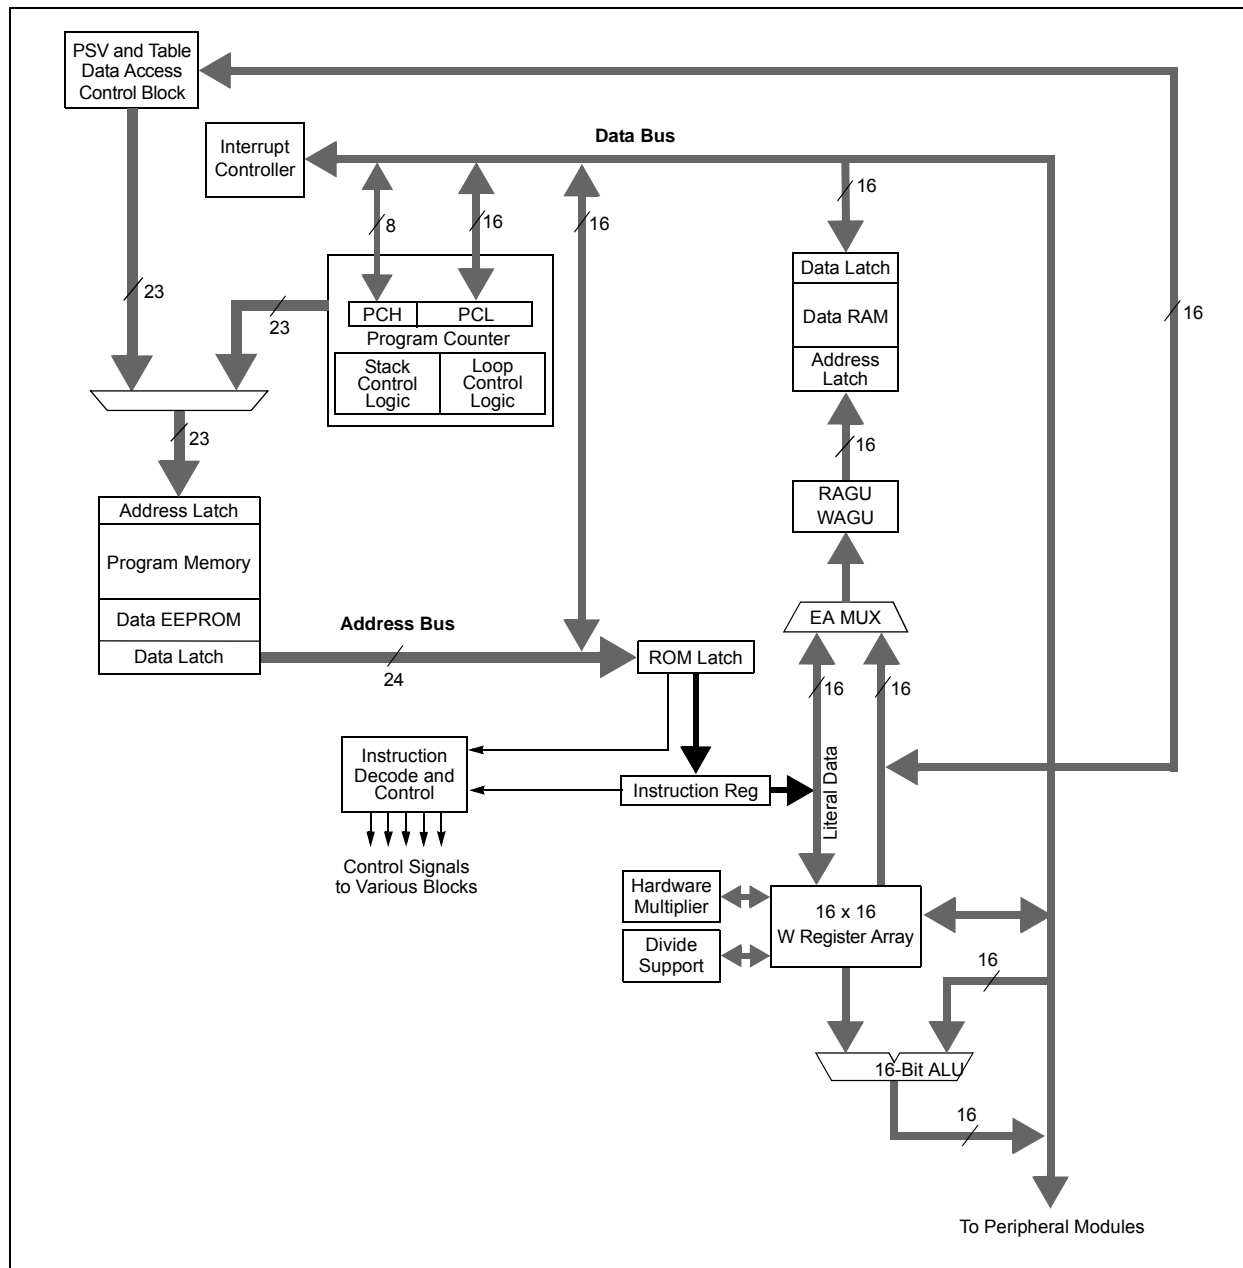 PSV and Table
Data Access
Control Block
Interrupt
Controller
Data Bus
16
8
16
16
16
23
23
PCH
PCL
Program Counter
Stack
Control
Logic
Loop
Control
Logic
Data Latch
Data RAM
Address
Latch
23
16
RAGU
WAGU
Address Latch
Program Memory
Data EEPROM
Data Latch
Address Bus
24
EA MUX
ROM Latch
16
16
Instruction
Decode and
Control
Instruction Reg
Literal Data
Control Signals
to Various Blocks
Hardware
Multiplier
16 x 16
W Register Array
Divide
Support
16
16-Bit ALU
16
To Peripheral Modules